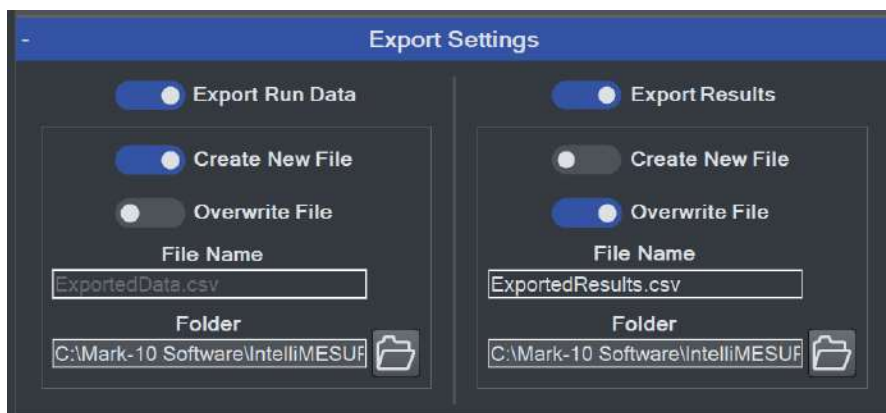 - Export Settings
Export Run Data
Create New File
Overwrite File
File Name
ExportedData.csv
Folder
C:\Mark-10 Software\IntelliMESUF
Export Results
Create New File
Overwrite File
File Name
ExportedResults.csv
Folder
C:\Mark-10 Software\IntelliMESUF